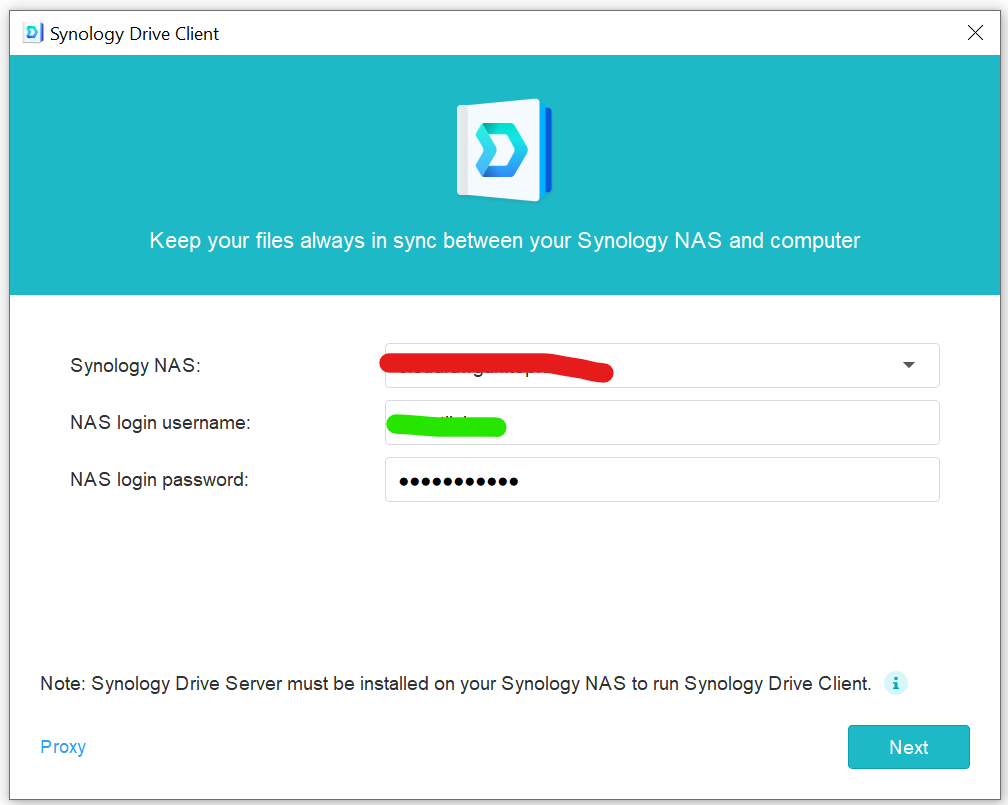 Synology Drive Client
Keep your files always in sync between your Synology NAS and computer
Synology NAS:
NAS login username:
NAS login password:
●●●●●●●●●●●
Note: Synology Drive Server must be installed on your Synology NAS to run Synology Drive Client.
i
Proxy
Next